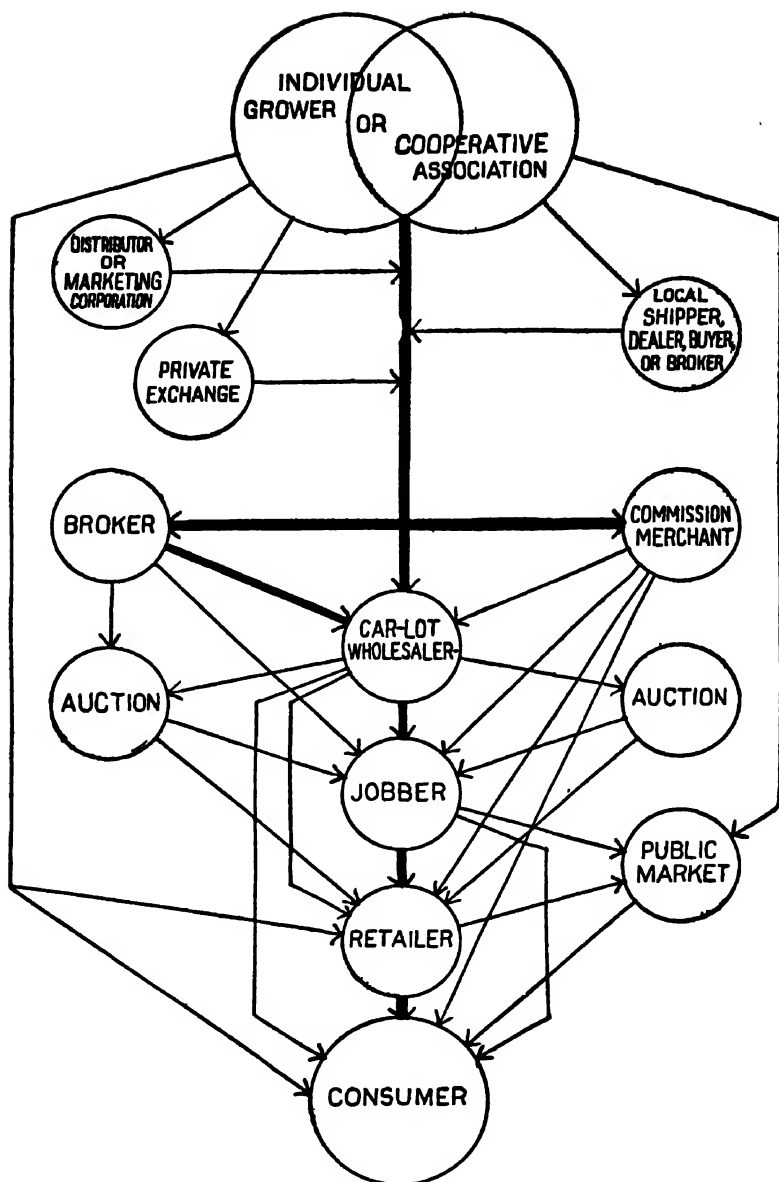 INDIVIDUAL
GROWER OR
COOPERATIVE
ASSOCIATION
DISTRIBUTOR
OR
MARKETING
CORPORATION
LOCAL
SHIPPER,
DEALER, BUYER,
OR BROKER
PRIVATE
EXCHANGE
BROKER
COMMISSION
MERCHANT
CAR-LOT
WHOLESALER-
AUCTION
AUCTION
JOBBER
PUBLIC
MARKET
RETAILER
CONSUMER